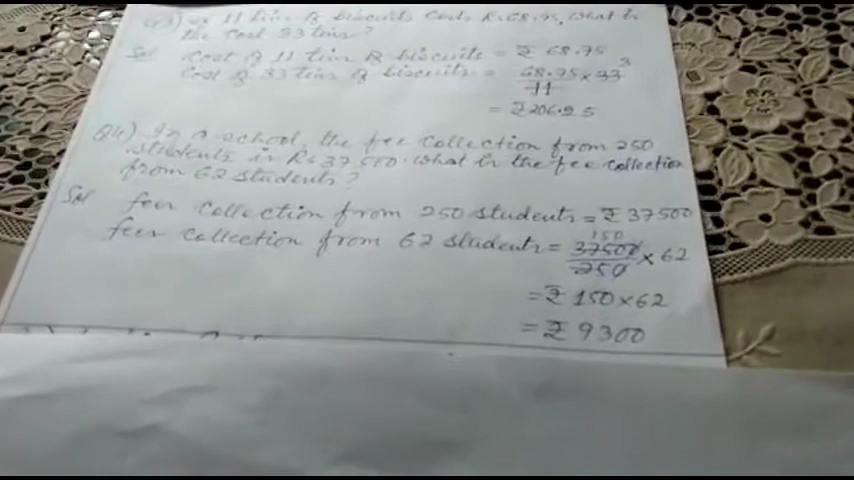 Q3) If 11 tins of biscuits costs Rs.68.75, What is
the cost 33 tins?
Sol Cost of 11 tins of biscuits = ₹ 68.75
Cost of 33 tins of biscuits = 68.75/11 × 33 3
= ₹206.25
Q4) In a school, the fee collection from 250
students is Rs 37500. What is the fee collection
from 62 students?
Sol fees collection from 250 students = ₹37500
fees collection from 62 students = 150 37500/250 × 62
= ₹ 150×62
= ₹ 9300